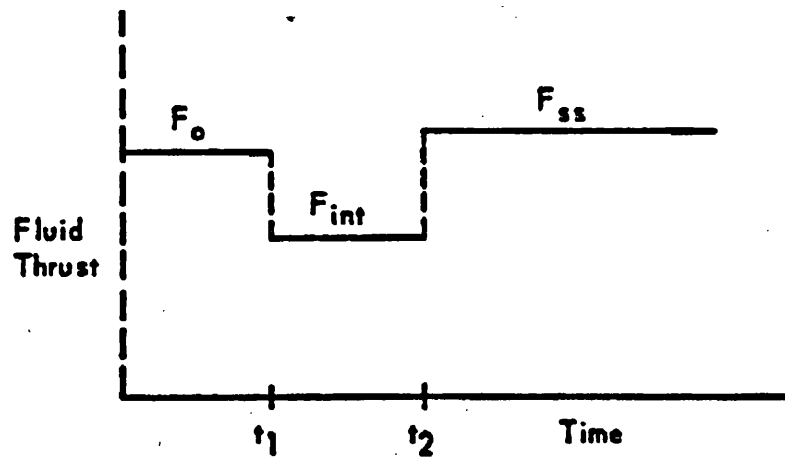 F_o
F_int
F_ss
Fluid
Thrust
t_1
t_2
Time